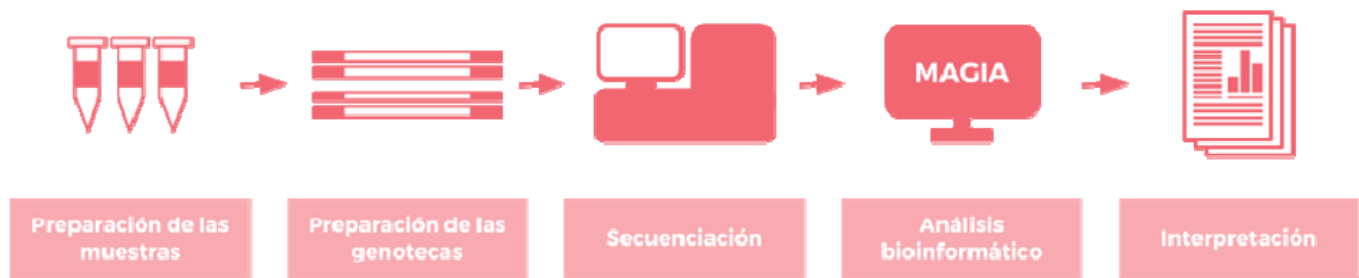 MAGIA
Preparación de las
muestras
Preparación de las
genotecas
Secuenciación
Análisis
bioinformático
Interpretación